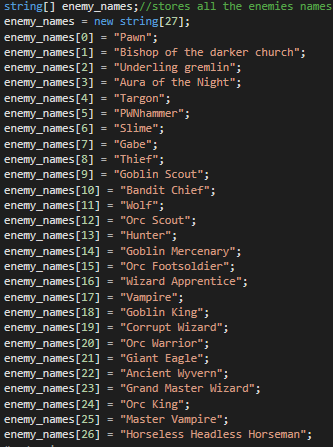 string[] enemy_names;//stores all the enemies names
enemy_names = new string[27];
enemy_names[0] = "Pawn";
enemy_names[1] = "Bishop of the darker church";
enemy_names[2] = "Underling gremlin";
enemy_names[3] = "Aura of the Night";
enemy_names[4] = "Targon";
enemy_names[5] = "PWNhammer";
enemy_names[6] = "Slime";
enemy_names[7] = "Gabe";
enemy_names[8] = "Thief";
enemy_names[9] = "Goblin Scout";
enemy_names[10] = "Bandit Chief";
enemy_names[11] = "Wolf";
enemy_names[12] = "Orc Scout";
enemy_names[13] = "Hunter";
enemy_names[14] = "Goblin Mercenary";
enemy_names[15] = "Orc Footsoldier";
enemy_names[16] = "Wizard Apprentice";
enemy_names[17] = "Vampire";
enemy_names[18] = "Goblin King";
enemy_names[19] = "Corrupt Wizard";
enemy_names[20] = "Orc Warrior";
enemy_names[21] = "Giant Eagle";
enemy_names[22] = "Ancient Wyvern";
enemy_names[23] = "Grand Master Wizard";
enemy_names[24] = "Orc King";
enemy_names[25] = "Master Vampire";
enemy_names[26] = "Horseless Headless Horseman";